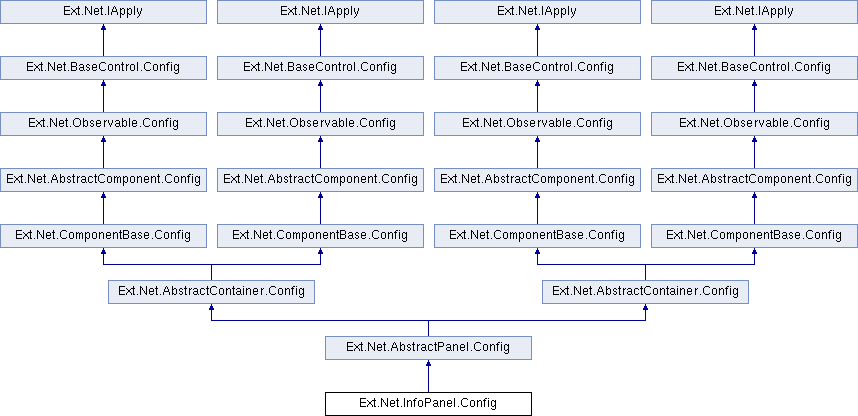 Ext.Net.IApply Ext.Net.IApply Ext.Net.IApply Ext.Net.IApply
Ext.Net.BaseControl.Config Ext.Net.BaseControl.Config Ext.Net.BaseControl.Config Ext.Net.BaseControl.Config
Ext.Net.Observable.Config Ext.Net.Observable.Config Ext.Net.Observable.Config Ext.Net.Observable.Config
Ext.Net.AbstractComponent.Config Ext.Net.AbstractComponent.Config Ext.Net.AbstractComponent.Config Ext.Net.AbstractComponent.Config
Ext.Net.ComponentBase.Config Ext.Net.ComponentBase.Config Ext.Net.ComponentBase.Config Ext.Net.ComponentBase.Config
Ext.Net.AbstractContainer.Config Ext.Net.AbstractContainer.Config
Ext.Net.AbstractPanel.Config
Ext.Net.InfoPanel.Config